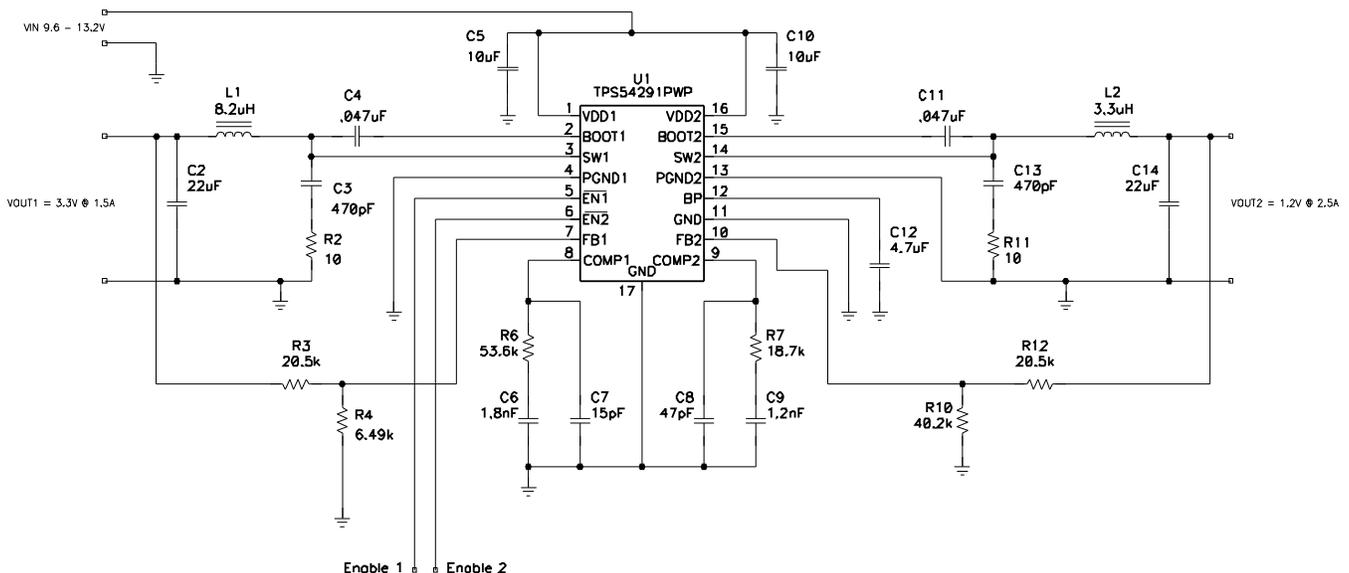 VIN 9.6 - 13.2V
C5
10uF
C10
10uF
U1
TPS54291PWP
L1
8.2uH
C4
.047uF
C11
.047uF
L2
3.3uH
1 VDD1
VDD2 16
2 BOOT1
BOOT2 15
3 SW1
SW2 14
4 PGND1
PGND2 13
5 EN1
BP 12
6 EN2
GND 11
7 FB1
FB2 10
8 COMP1
COMP2 9
GND
17
C2
22uF
C3
470pF
R2
10
VOUT1 = 3.3V @ 1.5A
C12
4.7uF
C13
470pF
R11
10
C14
22uF
VOUT2 = 1.2V @ 2.5A
R3
20.5k
R4
6.49k
R6
53.6k
C6
1.8nF
C7
15pF
R7
18.7k
C8
47pF
C9
1.2nF
R12
20.5k
R10
40.2k
Enable 1
Enable 2